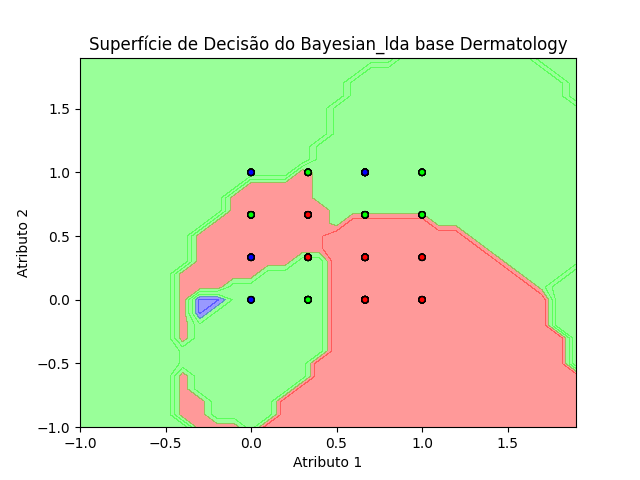 Superfície de Decisão do Bayesian_lda base Dermatology
1.5
1.0
0.5
0.0
−0.5
−1.0
Atributo 2
−1.0 −0.5 0.0 0.5 1.0 1.5
Atributo 1